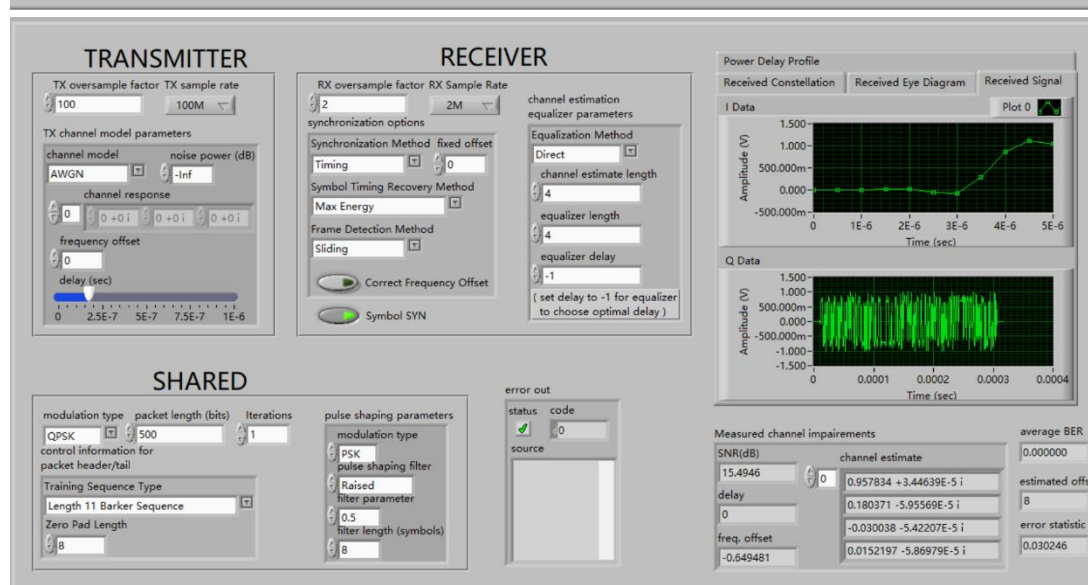 TRANSMITTER
TX oversample factor TX sample rate
100 100M
TX channel model parameters
channel model noise power (dB)
AWGN -Inf
channel response
0 0 +0 i 0 +0 i 0 +0 i
frequency offset
0
delay (sec)
0 2.5E-7 5E-7 7.5E-7 1E-6
RECEIVER
RX oversample factor RX Sample Rate
2 2M
synchronization options
Synchronization Method fixed offset
Timing 0
Symbol Timing Recovery Method
Max Energy
Frame Detection Method
Sliding
Correct Frequency Offset
Symbol SYN
channel estimation
equalizer parameters
Equalization Method
Direct
channel estimate length
4
equalizer length
4
equalizer delay
-1
( set delay to -1 for equalizer
to choose optimal delay )
Power Delay Profile
Received Constellation Received Eye Diagram Received Signal
I Data Plot 0
Amplitude (V)
1.500
1.000
500.000m
0.000
-500.000m
0 1E-6 2E-6 3E-6 4E-6 5E-6
Time (sec)
Q Data
Amplitude (V)
1.500
1.000
500.000m
0.000
-500.000m
-1.000
-1.500
0 0.0001 0.0002 0.0003 0.0004
Time (sec)
SHARED
modulation type packet length (bits) Iterations
QPSK 500 1
control information for
packet header/tail
Training Sequence Type
Length 11 Barker Sequence
Zero Pad Length
8
pulse shaping parameters
modulation type
PSK
pulse shaping filter
Raised
filter parameter
0.5
filter length (symbols)
8
error out
status code
0
source
Measured channel impairements
SNR(dB)
15.4946
delay
0
freq. offset
-0.649481
channel estimate
0 0.957834 +3.44639E-5 i
0.180371 -5.95569E-5 i
-0.030038 -5.42207E-5 i
0.0152197 -5.86979E-5 i
average BER
0.000000
estimated offs
8
error statistic
0.030246